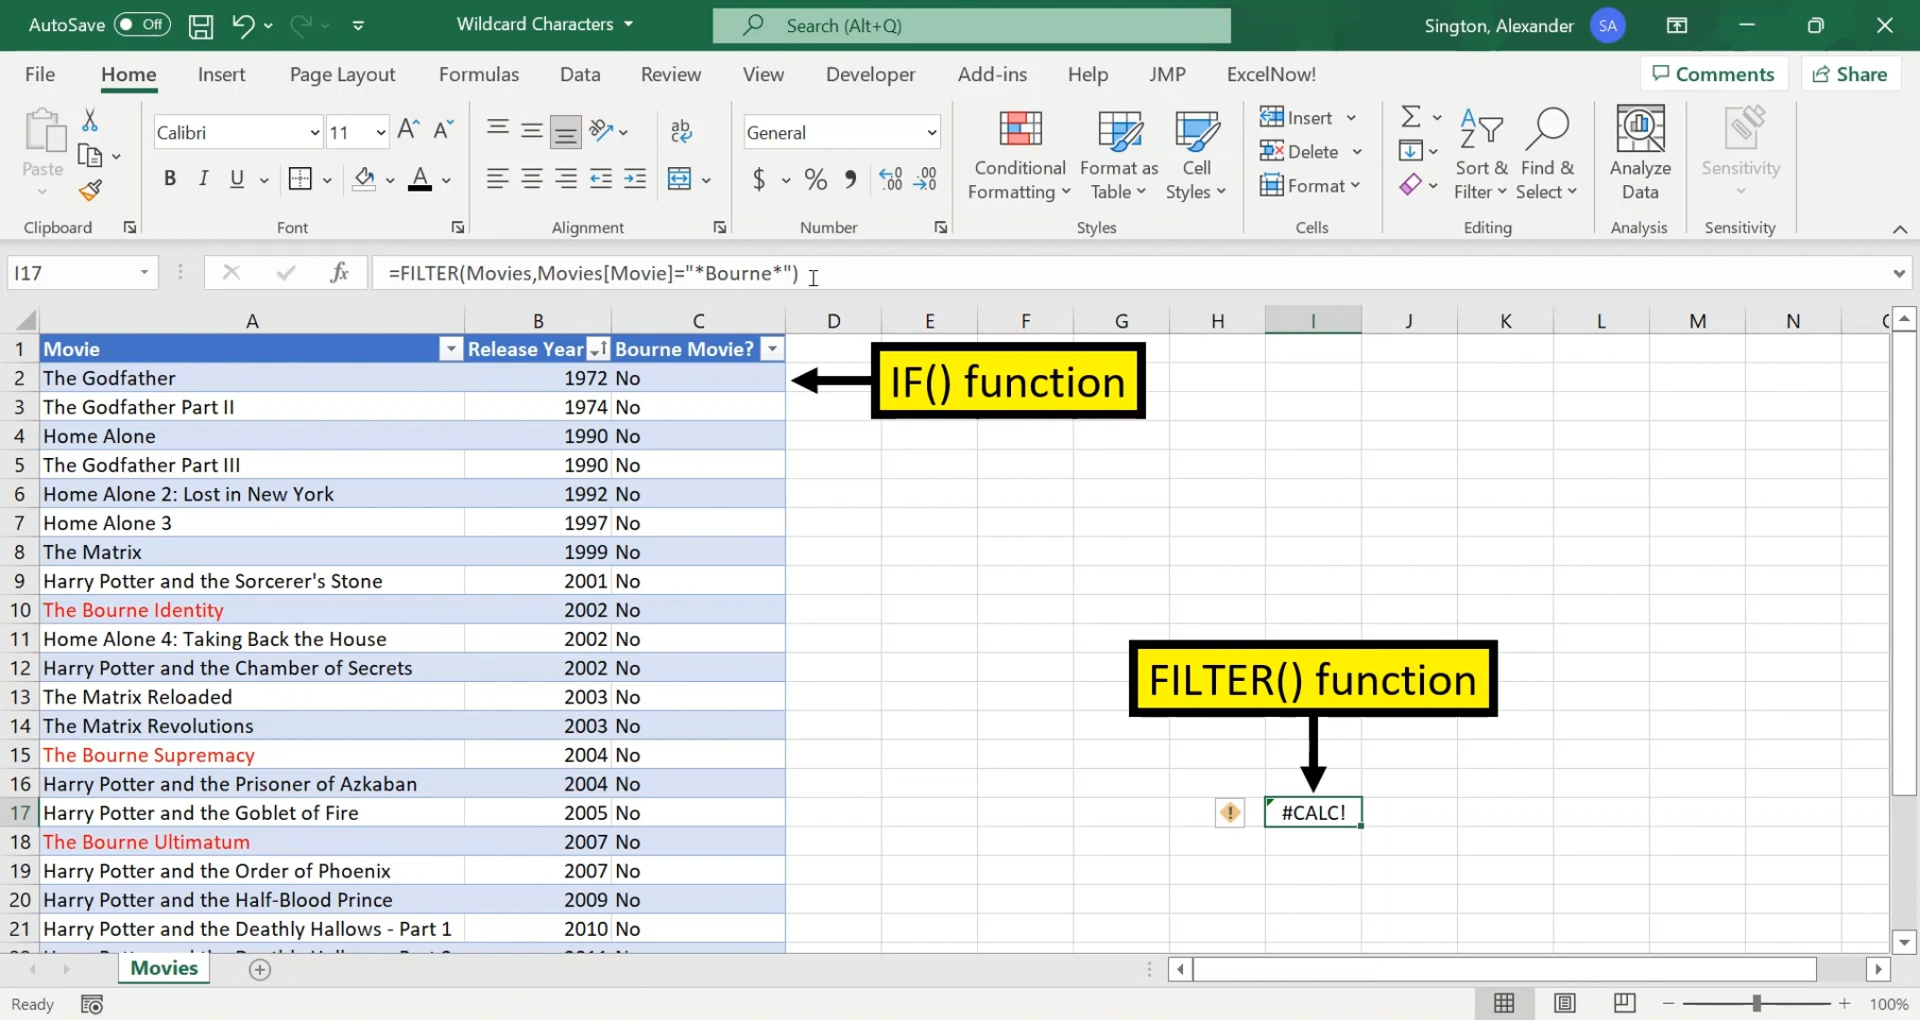 AutoSave Off Wildcard Characters Search (Alt+Q) Sington, Alexander SA
File Home Insert Page Layout Formulas Data Review View Developer Add-ins Help JMP ExcelNow! Comments Share
Paste
Clipboard
Calibri 11
B I U A
Font
ab
Alignment
General
$ % 9 .00 .00
Number
Conditional Formatting
Format as Table
Cell Styles
Styles
Insert
Delete
Format
Cells
Sort & Filter
Find & Select
Editing
Analyze Data
Analysis
Sensitivity
Sensitivity
I17 fx =FILTER(Movies,Movies[Movie]="*Bourne*")
A B C D E F G H I J K L M N
1 Movie Release Year Bourne Movie?
2 The Godfather 1972 No
IF() function
3 The Godfather Part II 1974 No
4 Home Alone 1990 No
5 The Godfather Part III 1990 No
6 Home Alone 2: Lost in New York 1992 No
7 Home Alone 3 1997 No
8 The Matrix 1999 No
9 Harry Potter and the Sorcerer's Stone 2001 No
10 The Bourne Identity 2002 No
11 Home Alone 4: Taking Back the House 2002 No
12 Harry Potter and the Chamber of Secrets 2002 No
FILTER() function
13 The Matrix Reloaded 2003 No
14 The Matrix Revolutions 2003 No
15 The Bourne Supremacy 2004 No
16 Harry Potter and the Prisoner of Azkaban 2004 No
17 Harry Potter and the Goblet of Fire 2005 No #CALC!
18 The Bourne Ultimatum 2007 No
19 Harry Potter and the Order of Phoenix 2007 No
20 Harry Potter and the Half-Blood Prince 2009 No
21 Harry Potter and the Deathly Hallows - Part 1 2010 No
Movies
Ready 100%